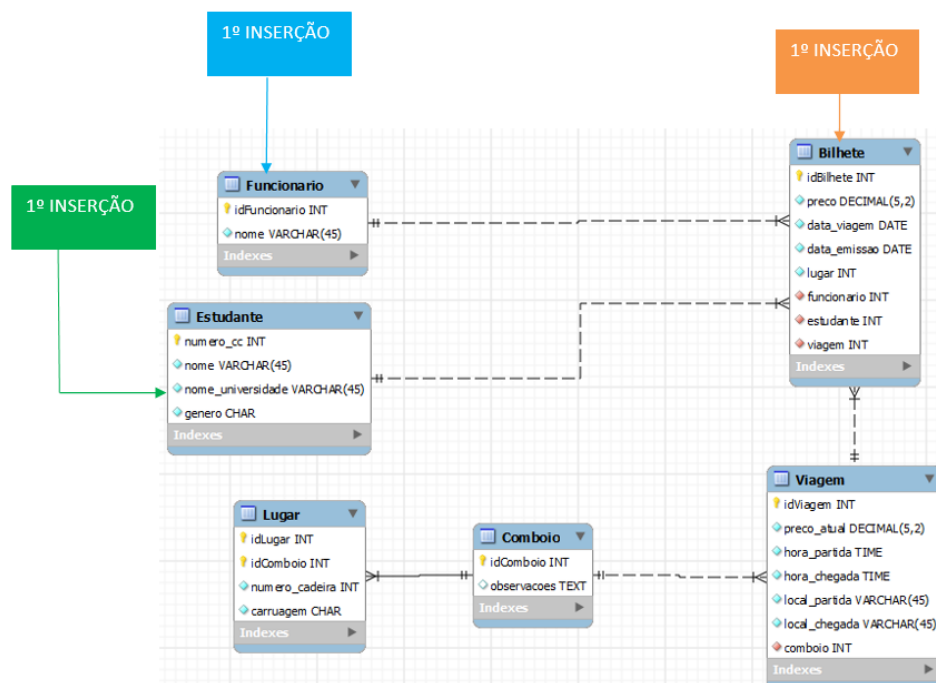 1º INSERÇÃO
1º INSERÇÃO
1º INSERÇÃO
Funcionario
idFuncionario INT
nome VARCHAR(45)
Indexes
Bilhete
idBilhete INT
preco DECIMAL(5,2)
data_viagem DATE
data_emissao DATE
lugar INT
funcionario INT
estudante INT
viagem INT
Indexes
Estudante
numero_cc INT
nome VARCHAR(45)
nome_universidade VARCHAR(45)
genero CHAR
Indexes
Lugar
idLugar INT
idComboio INT
numero_cadeira INT
carruagem CHAR
Indexes
Comboio
idComboio INT
observacoes TEXT
Indexes
Viagem
idViagem INT
preco_atual DECIMAL(5,2)
hora_partida TIME
hora_chegada TIME
local_partida VARCHAR(45)
local_chegada VARCHAR(45)
comboio INT
Indexes